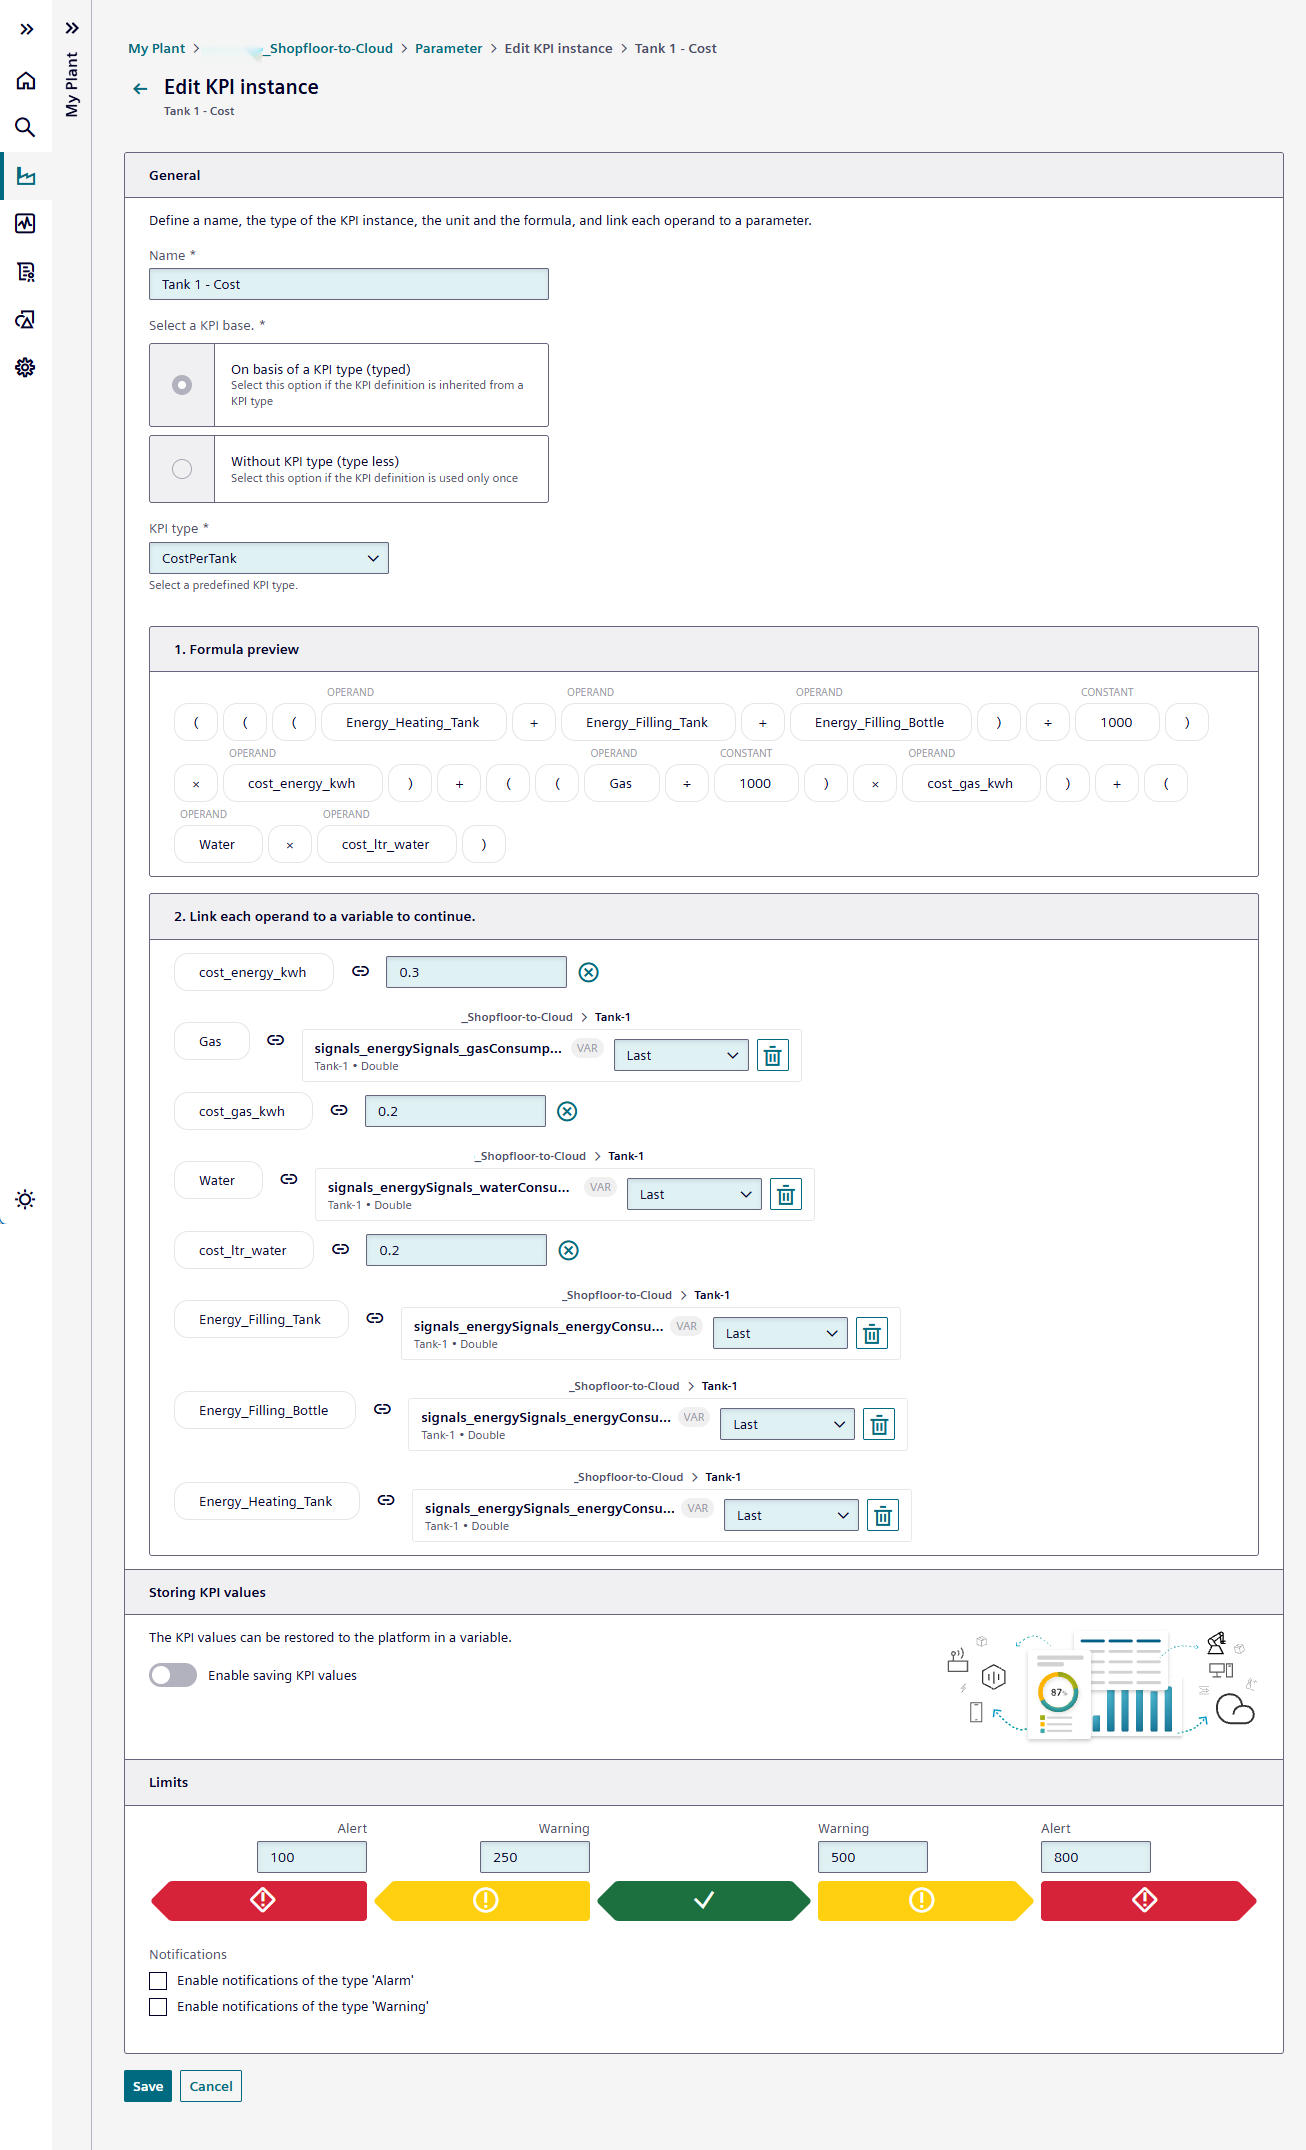 My Plant
My Plant > _Shopfloor-to-Cloud > Parameter > Edit KPI instance > Tank 1 - Cost
Edit KPI instance
Tank 1 - Cost
General
Define a name, the type of the KPI instance, the unit and the formula, and link each operand to a parameter.
Name *
Tank 1 - Cost
Select a KPI base. *
On basis of a KPI type (typed)
Select this option if the KPI definition is inherited from a
KPI type
Without KPI type (type less)
Select this option if the KPI definition is used only once
KPI type *
CostPerTank
Select a predefined KPI type.
1. Formula preview
OPERAND OPERAND OPERAND CONSTANT
( ( ( Energy_Heating_Tank + Energy_Filling_Tank + Energy_Filling_Bottle ) ÷ 1000 )
OPERAND OPERAND CONSTANT OPERAND
× cost_energy_kwh ) + ( ( Gas ÷ 1000 ) × cost_gas_kwh ) + (
OPERAND OPERAND
Water × cost_ltr_water )
2. Link each operand to a variable to continue.
cost_energy_kwh 0.3
_Shopfloor-to-Cloud > Tank-1
Gas signals_energySignals_gasConsump... VAR Last
Tank-1 • Double
cost_gas_kwh 0.2
_Shopfloor-to-Cloud > Tank-1
Water signals_energySignals_waterConsu... VAR Last
Tank-1 • Double
cost_ltr_water 0.2
_Shopfloor-to-Cloud > Tank-1
Energy_Filling_Tank signals_energySignals_energyConsu... VAR Last
Tank-1 • Double
_Shopfloor-to-Cloud > Tank-1
Energy_Filling_Bottle signals_energySignals_energyConsu... VAR Last
Tank-1 • Double
_Shopfloor-to-Cloud > Tank-1
Energy_Heating_Tank signals_energySignals_energyConsu... VAR Last
Tank-1 • Double
Storing KPI values
The KPI values can be restored to the platform in a variable.
Enable saving KPI values
87%
Limits
Alert Warning Warning Alert
100 250 500 800
Notifications
Enable notifications of the type 'Alarm'
Enable notifications of the type 'Warning'
Save Cancel